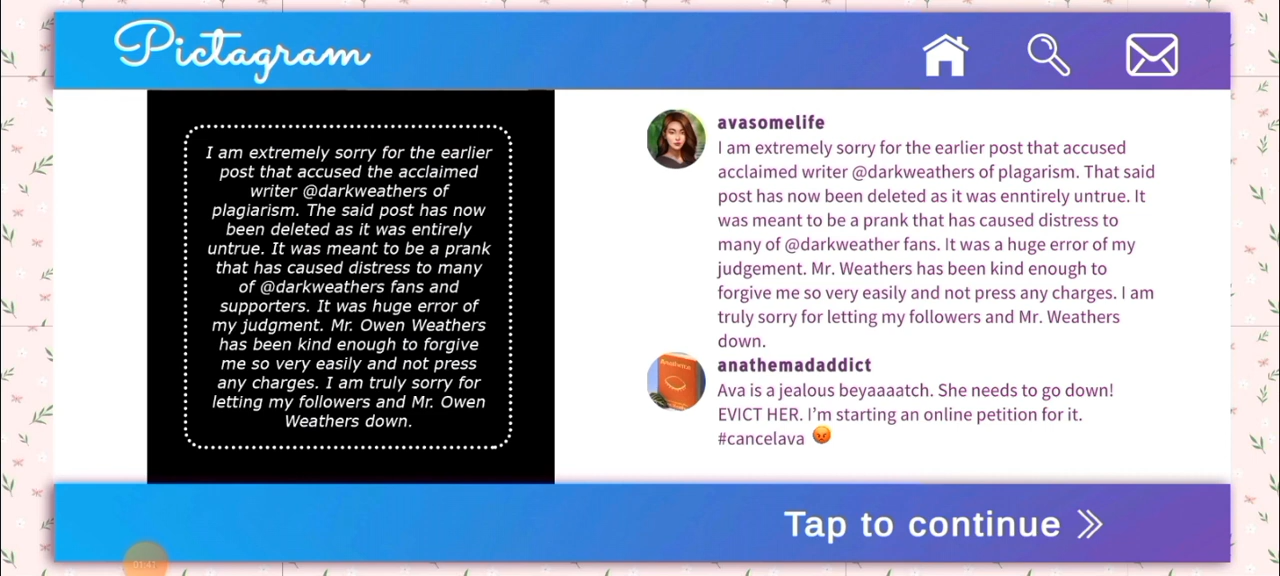 Pictagram
I am extremely sorry for the earlier
post that accused the acclaimed
writer @darkweathers of
plagiarism. The said post has now
been deleted as it was entirely
untrue. It was meant to be a prank
that has caused distress to many
of @darkweathers fans and
supporters. It was huge error of
my judgment. Mr. Owen Weathers
has been kind enough to forgive
me so very easily and not press
any charges. I am truly sorry for
letting my followers and Mr. Owen
Weathers down.
avasomelife
I am extremely sorry for the earlier post that accused
acclaimed writer @darkweathers of plagarism. That said
post has now been deleted as it was enntirely untrue. It
was meant to be a prank that has caused distress to
many of @darkweather fans. It was a huge error of my
judgement. Mr. Weathers has been kind enough to
forgive me so very easily and not press any charges. I am
truly sorry for letting my followers and Mr. Weathers
down.
anathemadaddict
Ava is a jealous beyaaaatch. She needs to go down!
EVICT HER. I'm starting an online petition for it.
#cancelava 😡
Tap to continue
01:47